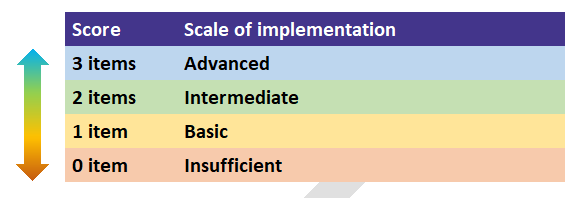 Score Scale of implementation
3 items Advanced
2 items Intermediate
1 item Basic
0 item Insufficient